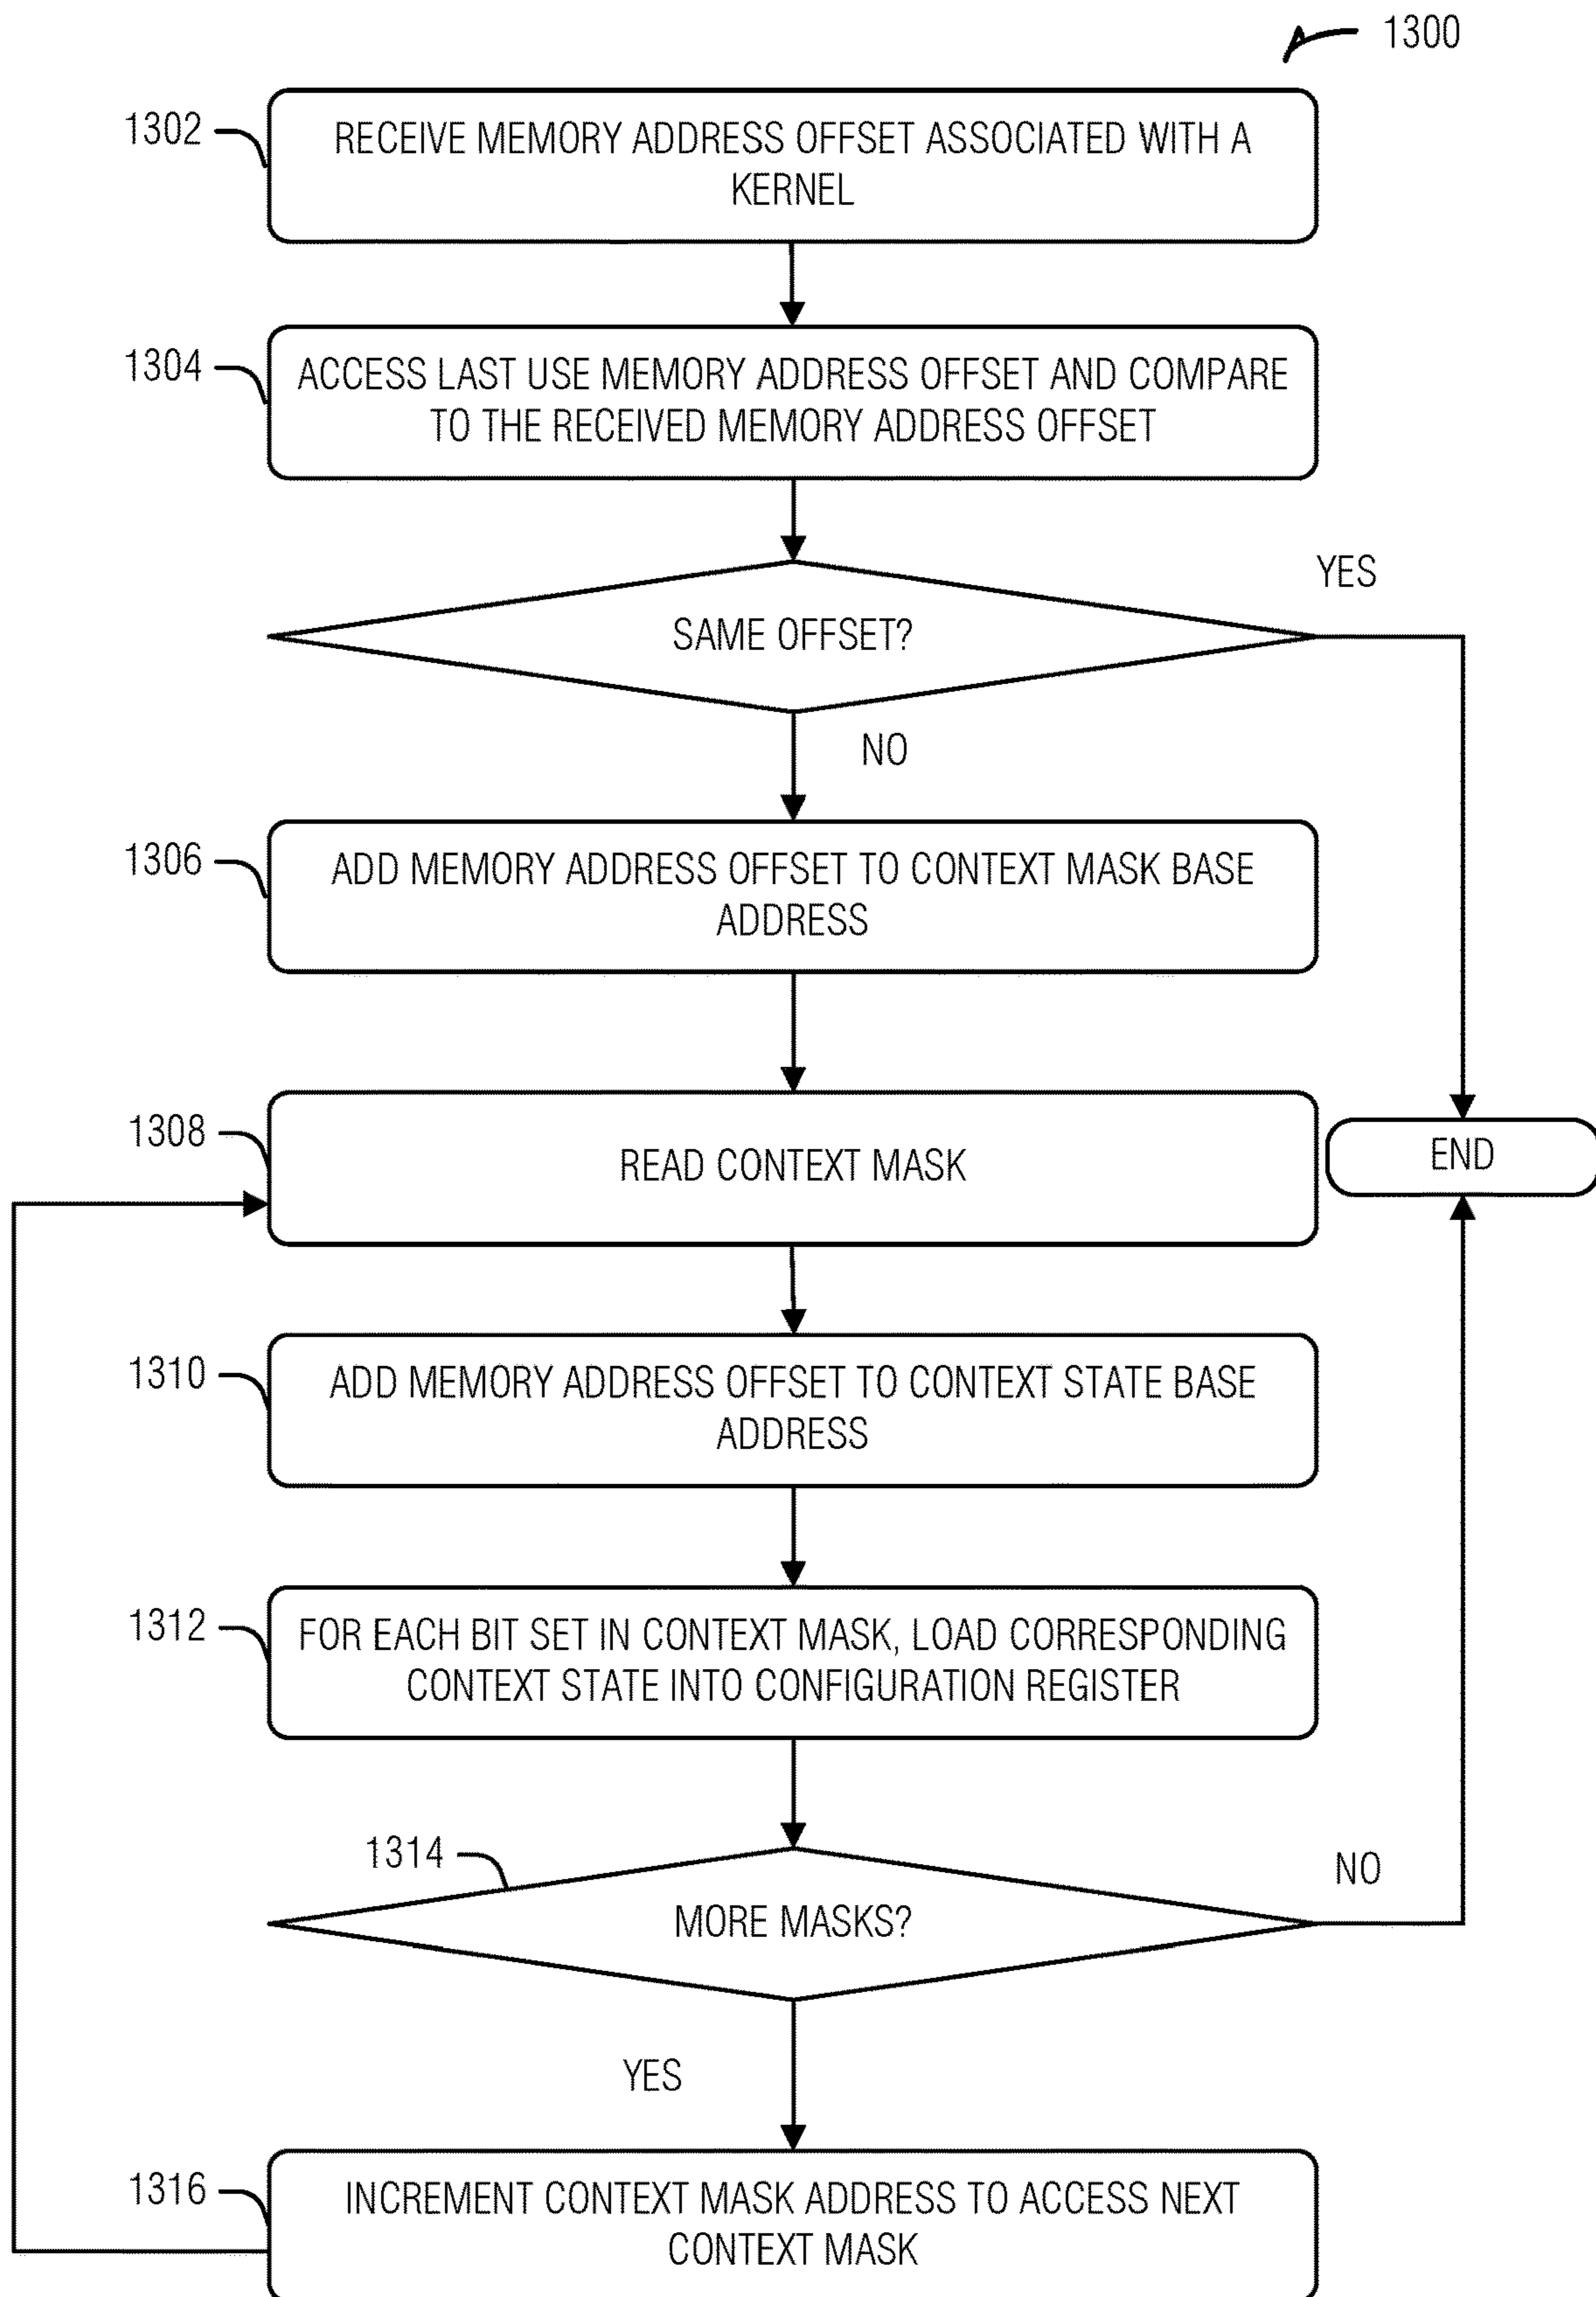 1300
1302
RECEIVE MEMORY ADDRESS OFFSET ASSOCIATED WITH A
KERNEL
1304
ACCESS LAST USE MEMORY ADDRESS OFFSET AND COMPARE
TO THE RECEIVED MEMORY ADDRESS OFFSET
YES
SAME OFFSET?
NO
1306
ADD MEMORY ADDRESS OFFSET TO CONTEXT MASK BASE
ADDRESS
1308
READ CONTEXT MASK
END
1310
ADD MEMORY ADDRESS OFFSET TO CONTEXT STATE BASE
ADDRESS
1312
FOR EACH BIT SET IN CONTEXT MASK, LOAD CORRESPONDING
CONTEXT STATE INTO CONFIGURATION REGISTER
1314
NO
MORE MASKS?
YES
1316
INCREMENT CONTEXT MASK ADDRESS TO ACCESS NEXT
CONTEXT MASK